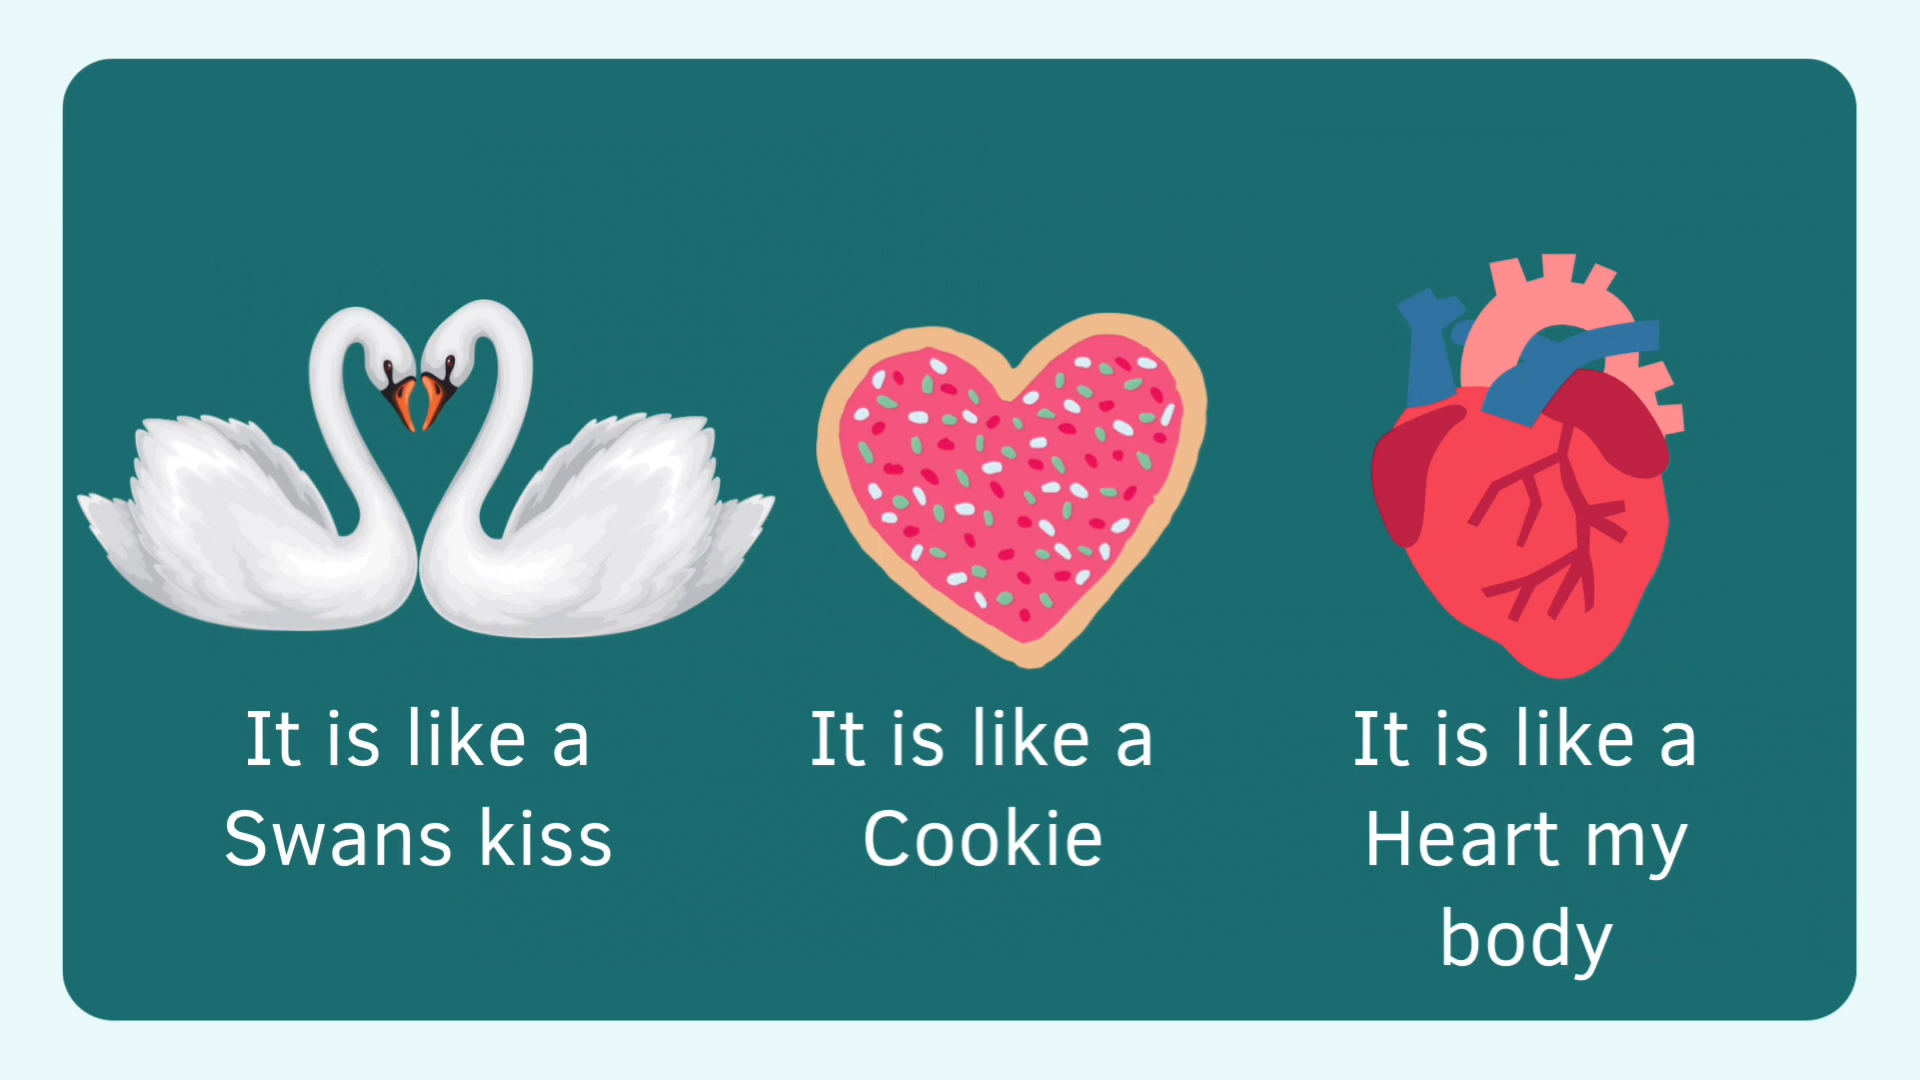 It is like a
Swans kiss
It is like a
Cookie
It is like a
Heart my
body